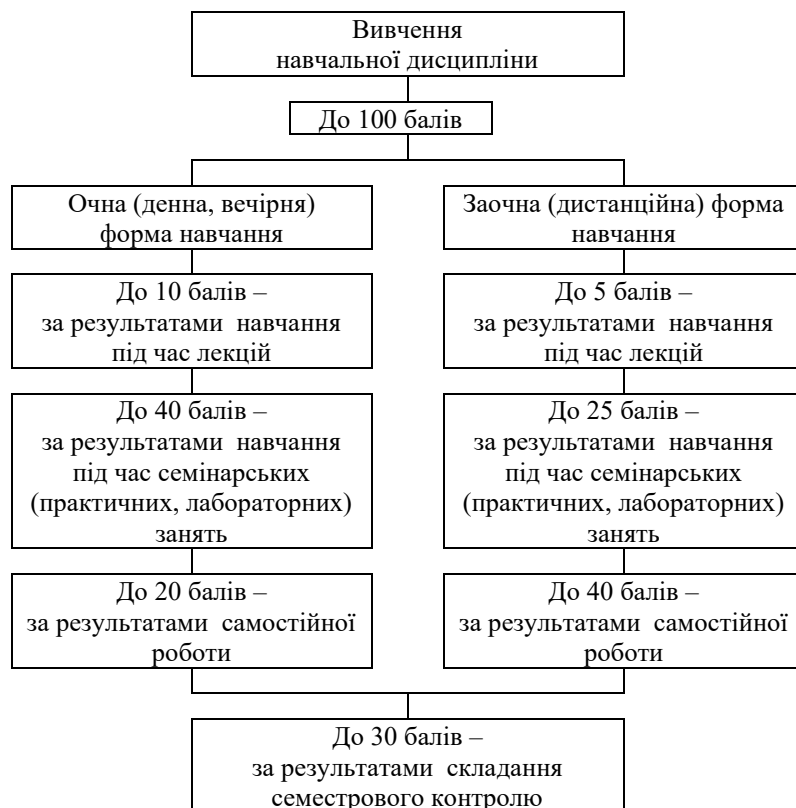 Вивчення
навчальної дисципліни
До 100 балів
Очна (денна, вечірня)
форма навчання
До 10 балів –
за результатами навчання
під час лекцій
До 40 балів –
за результатами навчання
під час семінарських
(практичних, лабораторних)
занять
До 20 балів –
за результатами самостійної
роботи
Заочна (дистанційна) форма
навчання
До 5 балів –
за результатами навчання
під час лекцій
До 25 балів –
за результатами навчання
під час семінарських
(практичних, лабораторних)
занять
До 40 балів –
за результатами самостійної
роботи
До 30 балів –
за результатами складання
семестрового контролю